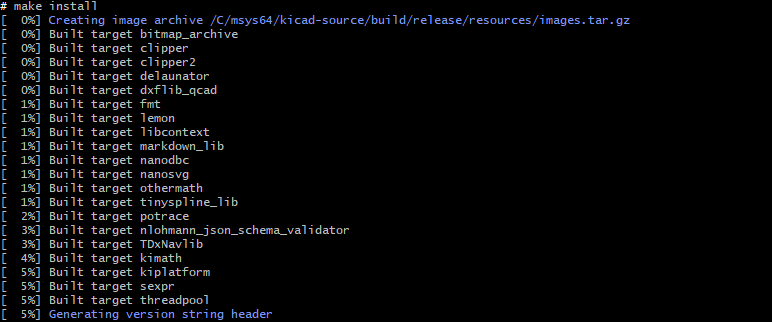 # make install
[  0%] Creating image archive /C/msys64/kicad-source/build/release/resources/images.tar.gz
[  0%] Built target bitmap_archive
[  0%] Built target clipper
[  0%] Built target clipper2
[  0%] Built target delaunator
[  0%] Built target dxflib_qcad
[  1%] Built target fmt
[  1%] Built target lemon
[  1%] Built target libcontext
[  1%] Built target markdown_lib
[  1%] Built target nanodbc
[  1%] Built target nanosvg
[  1%] Built target othermath
[  1%] Built target tinyspline_lib
[  2%] Built target potrace
[  3%] Built target nlohmann_json_schema_validator
[  3%] Built target TDxNavlib
[  4%] Built target kimath
[  5%] Built target kiplatform
[  5%] Built target sexpr
[  5%] Built target threadpool
[  5%] Generating version string header